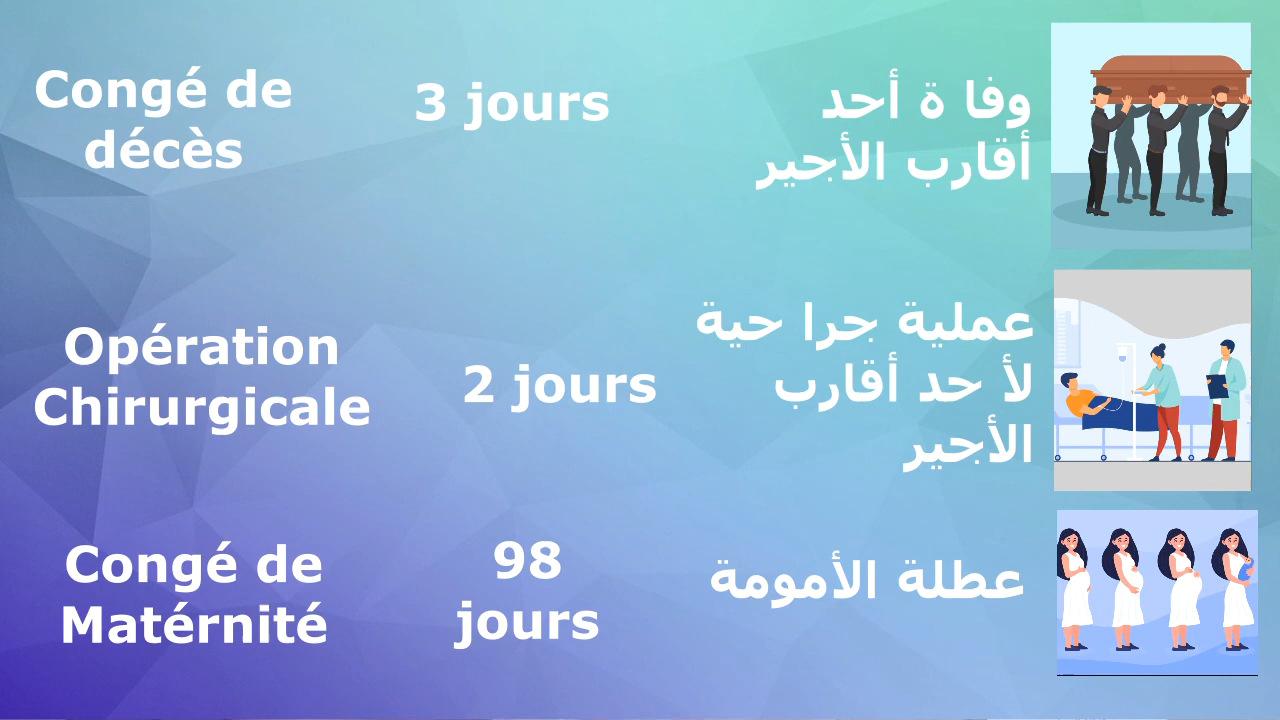 Congé de
décès
3 jours
وفا ة أحد
أقارب الأجير
Opération
Chirurgicale
2 jours
عملية جرا حية
لأ حد أقارب
الأجير
Congé de
Matérnité
98
jours
عطلة الأمومة